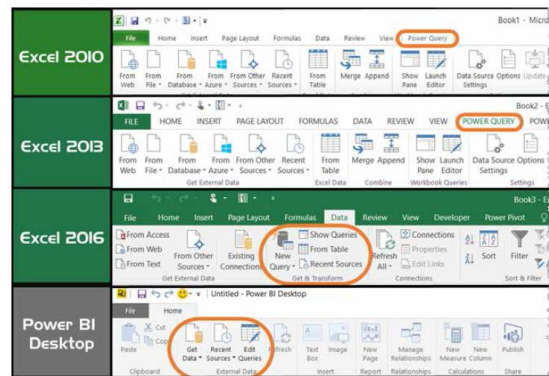 Excel 2010
Book1 - Micro
File Home Insert Page Layout Formulas Data Review View Power Query
From Web From File From Database From Azure From Other Sources Recent Sources From Table Merge Append Show Pane Launch Editor Data Source Settings Options Update
Excel 2013
Book2 - E
FILE HOME INSERT PAGE LAYOUT FORMULAS DATA REVIEW VIEW POWER QUERY POWE
From Web From File From Database From Azure From Other Sources Recent Sources From Table Merge Append Show Pane Launch Editor Data Source Settings Options
Get External Data Excel Data Combine Workbook Queries Settings
Excel 2016
Book3 - Ex
File Home Insert Page Layout Formulas Data Review View Developer Power Pivot
From Access
From Web
From Text
From Other Sources
Existing Connections
New Query
Show Queries
From Table
Recent Sources
Refresh All
Connections
Properties
Edit Links
Sort
Filter
Get External Data Get & Transform Connections Sort & Filter
Power BI Desktop
Untitled - Power BI Desktop
File Home
Paste Cut Copy Get Data Recent Sources Edit Queries Refresh Text Box Image New Page Manage Relationships New Measure New Column Publish
Clipboard External Data Insert Report Relationships Calculations Share